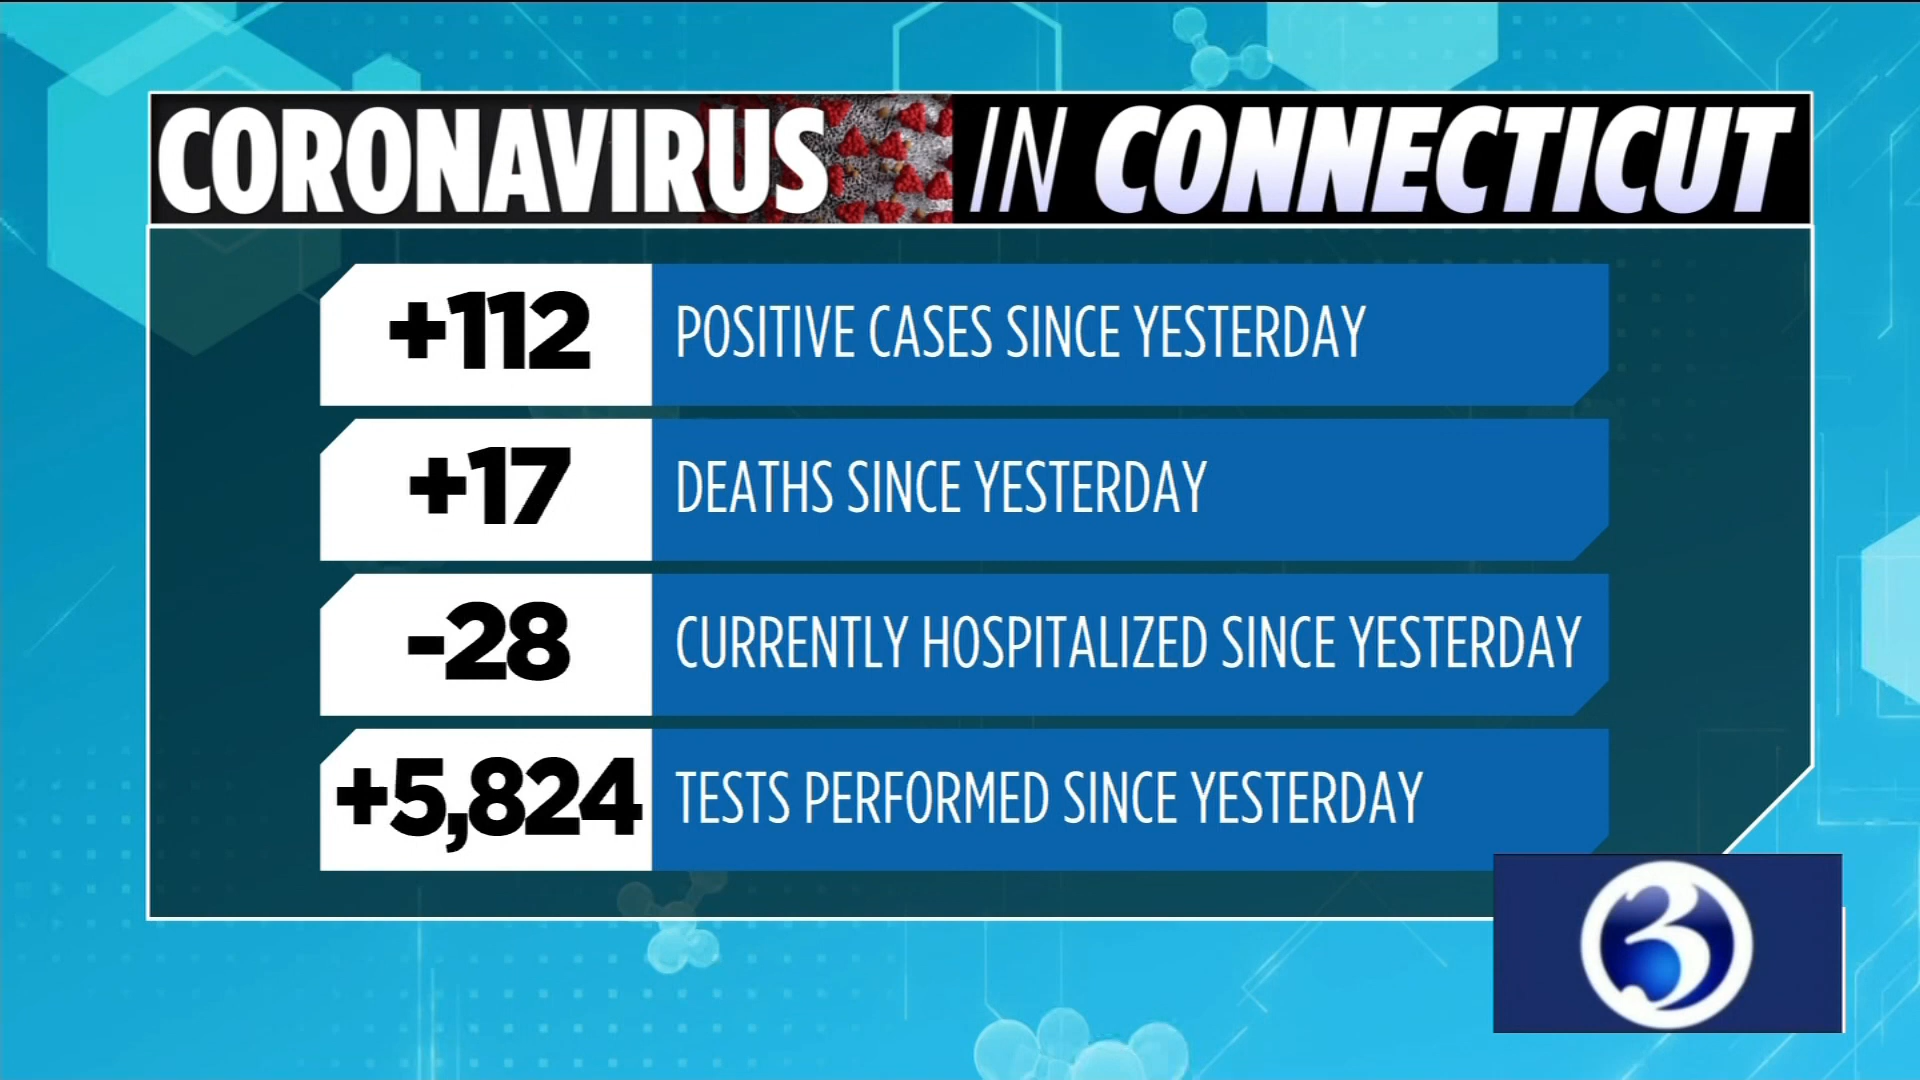 CORONAVIRUS IN CONNECTICUT
+112 POSITIVE CASES SINCE YESTERDAY
+17 DEATHS SINCE YESTERDAY
-28 CURRENTLY HOSPITALIZED SINCE YESTERDAY
+5,824 TESTS PERFORMED SINCE YESTERDAY
3